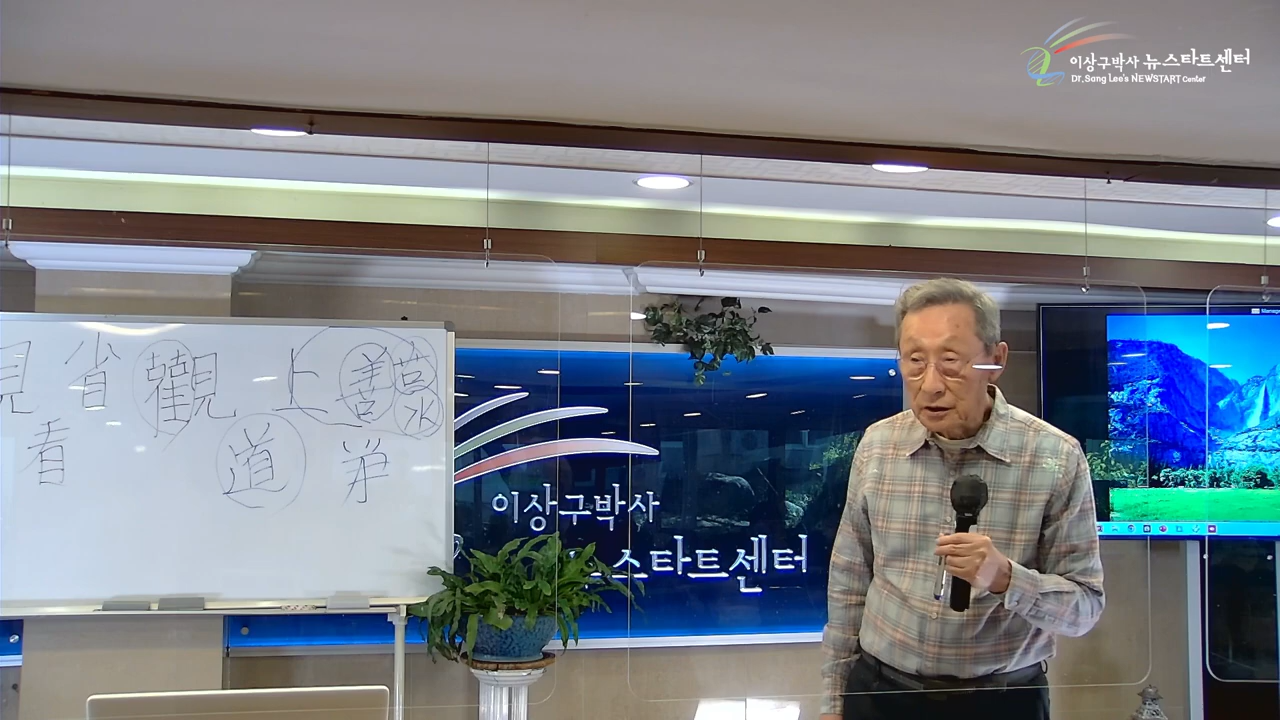 이상구박사 뉴스타트센터
Dr. Sang Lee's NEWSTART Center
見 省 觀 上 善 若
水
看 道 爭
이상구박사
스타트센터